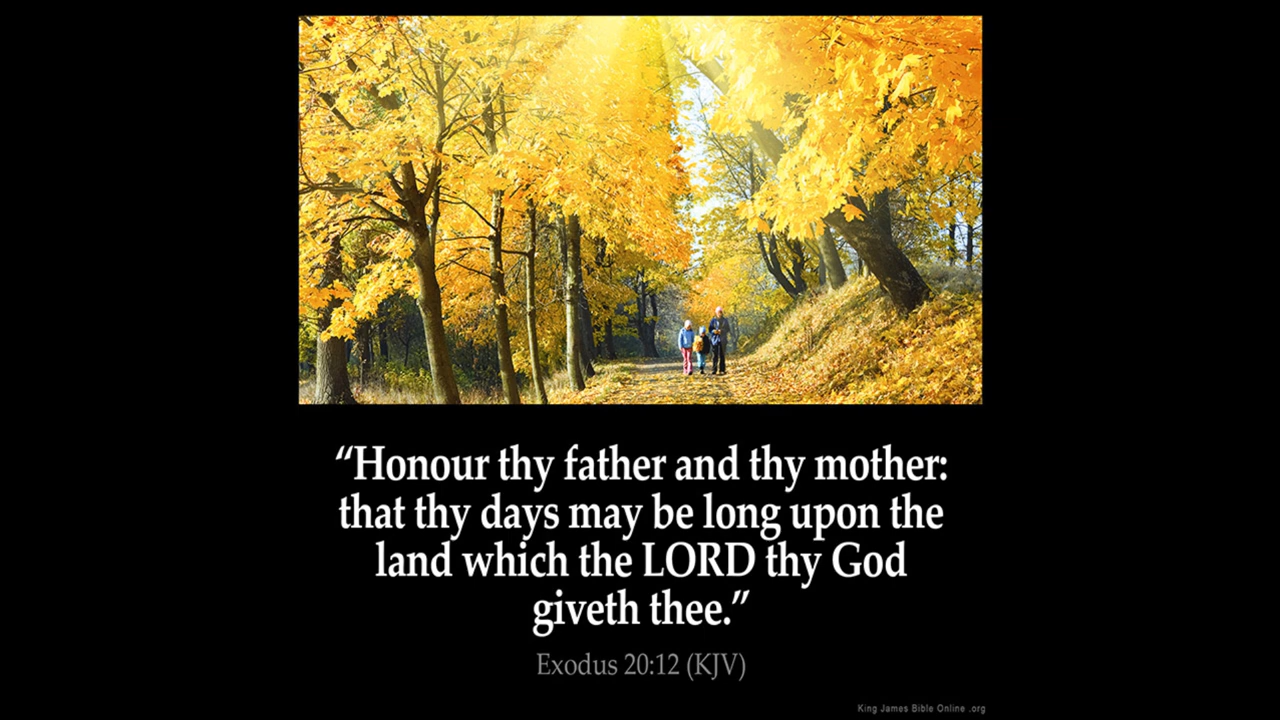 “Honour thy father and thy mother:
that thy days may be long upon the
land which the LORD thy God
giveth thee.”
Exodus 20:12 (KJV)
King James Bible Online .org